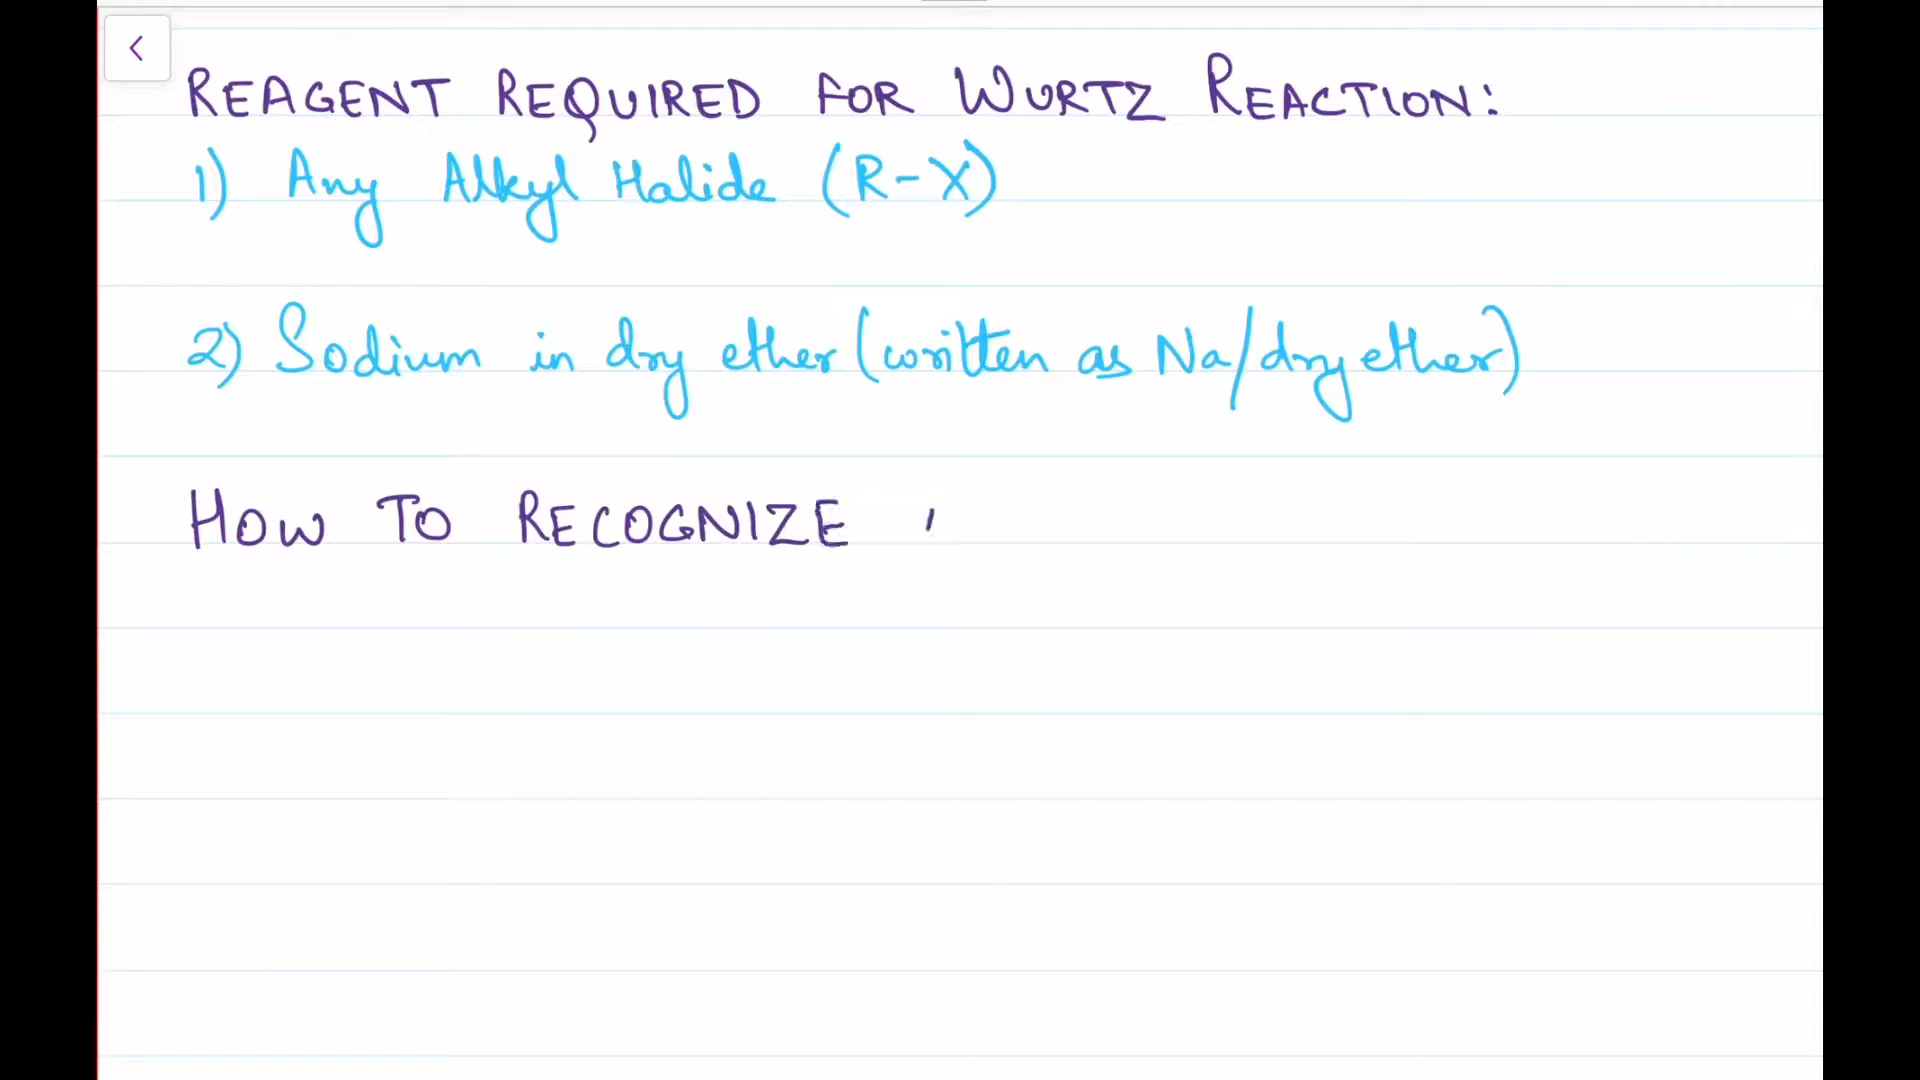 REAGENT REQUIRED FOR WURTZ REACTION:
1) Any Alkyl Halide (R-X)
2) Sodium in dry ether (written as Na/dry ether)
HOW TO RECOGNIZE